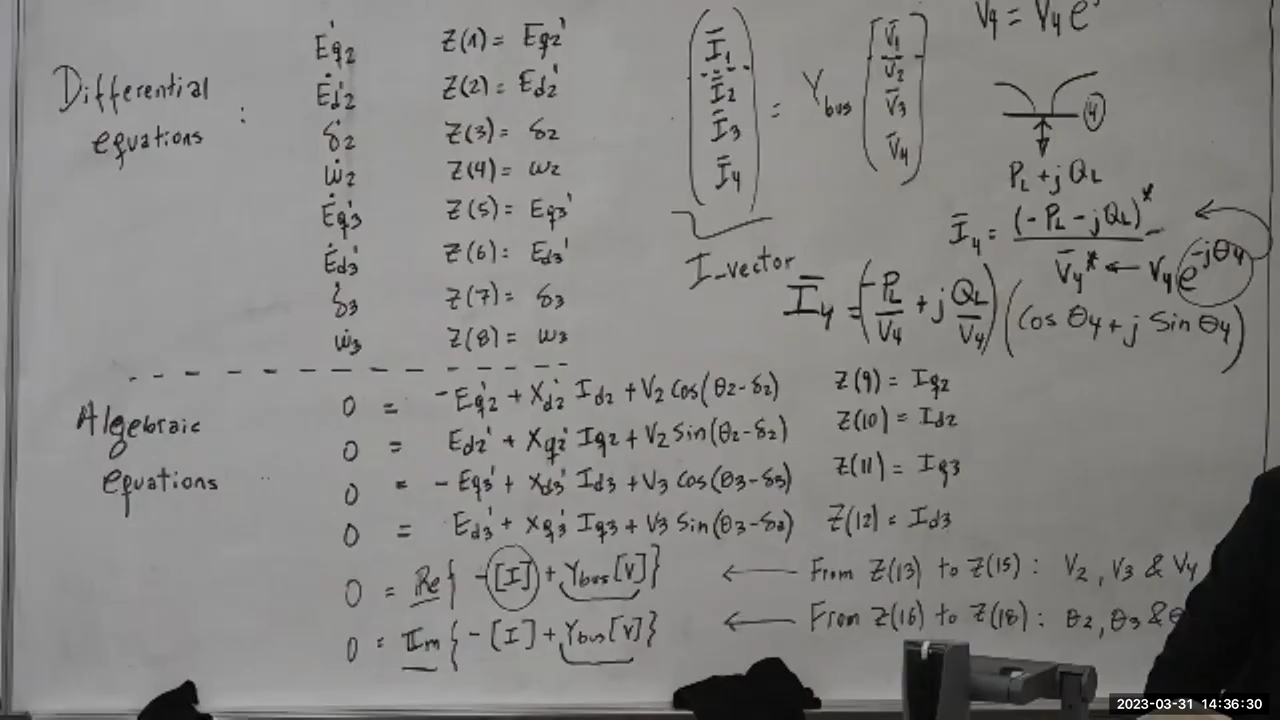 Differential
equations :
Ėq2' Z(1) = Eq2'
Ėd2' Z(2) = Ed2'
δ̇2 Z(3) = δ2
ω̇2 Z(4) = ω2
Ėq3' Z(5) = Eq3'
Ėd3' Z(6) = Ed3'
δ̇3 Z(7) = δ3
ω̇3 Z(8) = ω3
Ī1
Ī2
Ī3
Ī4
= Ybus
V̄1
V̄2
V̄3
V̄4
I_vector
V4 = V4 e
4
PL + jQL
Ī4 = (-PL - jQL)* / V̄4* ← V4 e^-jθ4
Ī4 = (-PL/V4 + j QL/V4) (Cos θ4 + j Sin θ4)
Algebraic
equations
0 = -Eq2' + Xd2' Id2 + V2 Cos(θ2-δ2) Z(9) = Iq2
0 = Ed2' + Xq2' Iq2 + V2 Sin(θ2-δ2) Z(10) = Id2
0 = -Eq3' + Xd3' Id3 + V3 Cos(θ3-δ3) Z(11) = Iq3
0 = Ed3' + Xq3' Iq3 + V3 Sin(θ3-δ3) Z(12) = Id3
0 = Re{ -[I] + Ybus[V]} ← From Z(13) to Z(15) : V2, V3 & V4
0 = Im{ -[I] + Ybus[V]} ← From Z(16) to Z(18) : θ2, θ3 & θ
2023-03-31 14:36:30